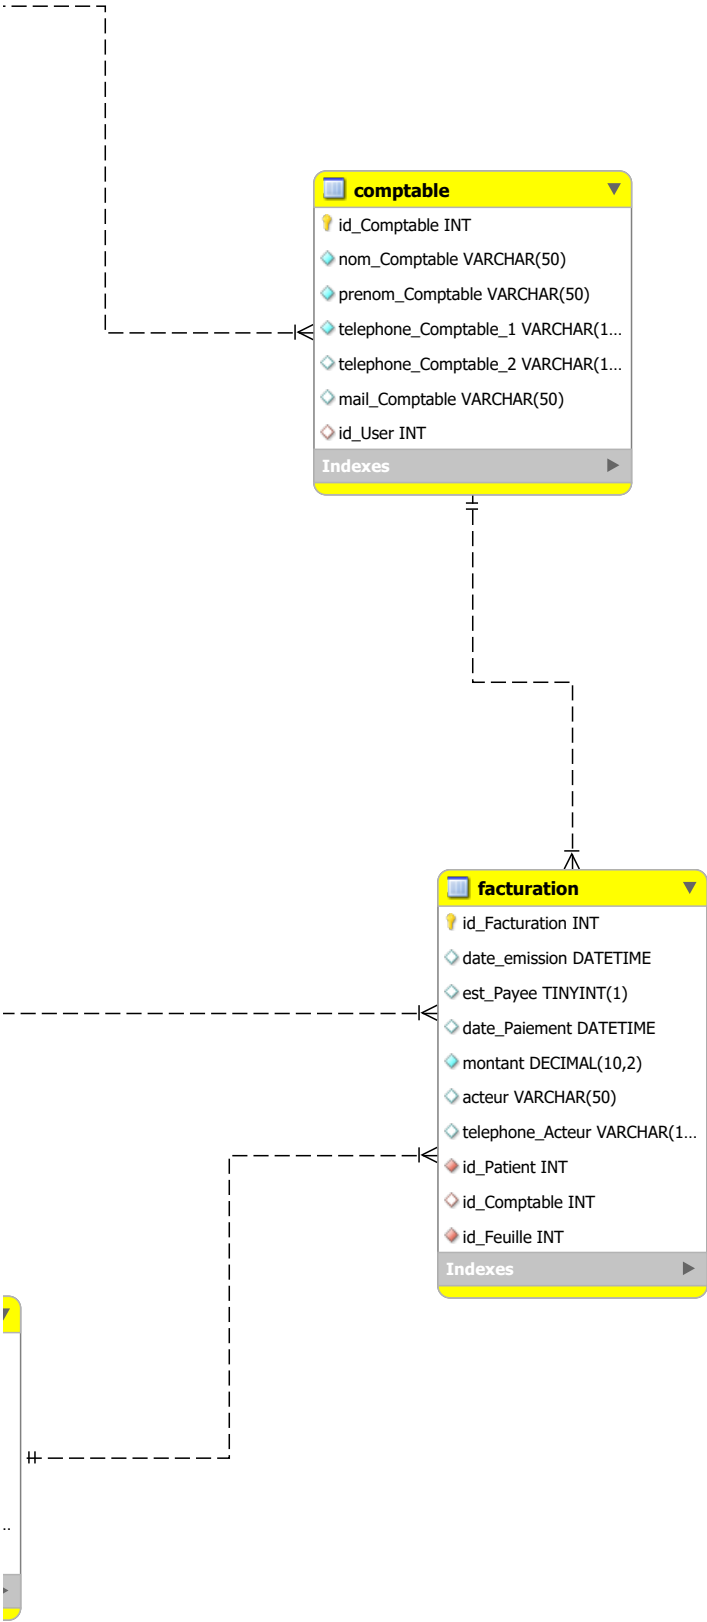 comptable
id_Comptable INT
nom_Comptable VARCHAR(50)
prenom_Comptable VARCHAR(50)
telephone_Comptable_1 VARCHAR(1...
telephone_Comptable_2 VARCHAR(1...
mail_Comptable VARCHAR(50)
id_User INT
Indexes
facturation
id_Facturation INT
date_emission DATETIME
est_Payee TINYINT(1)
date_Paiement DATETIME
montant DECIMAL(10,2)
acteur VARCHAR(50)
telephone_Acteur VARCHAR(1...
id_Patient INT
id_Comptable INT
id_Feuille INT
Indexes
..